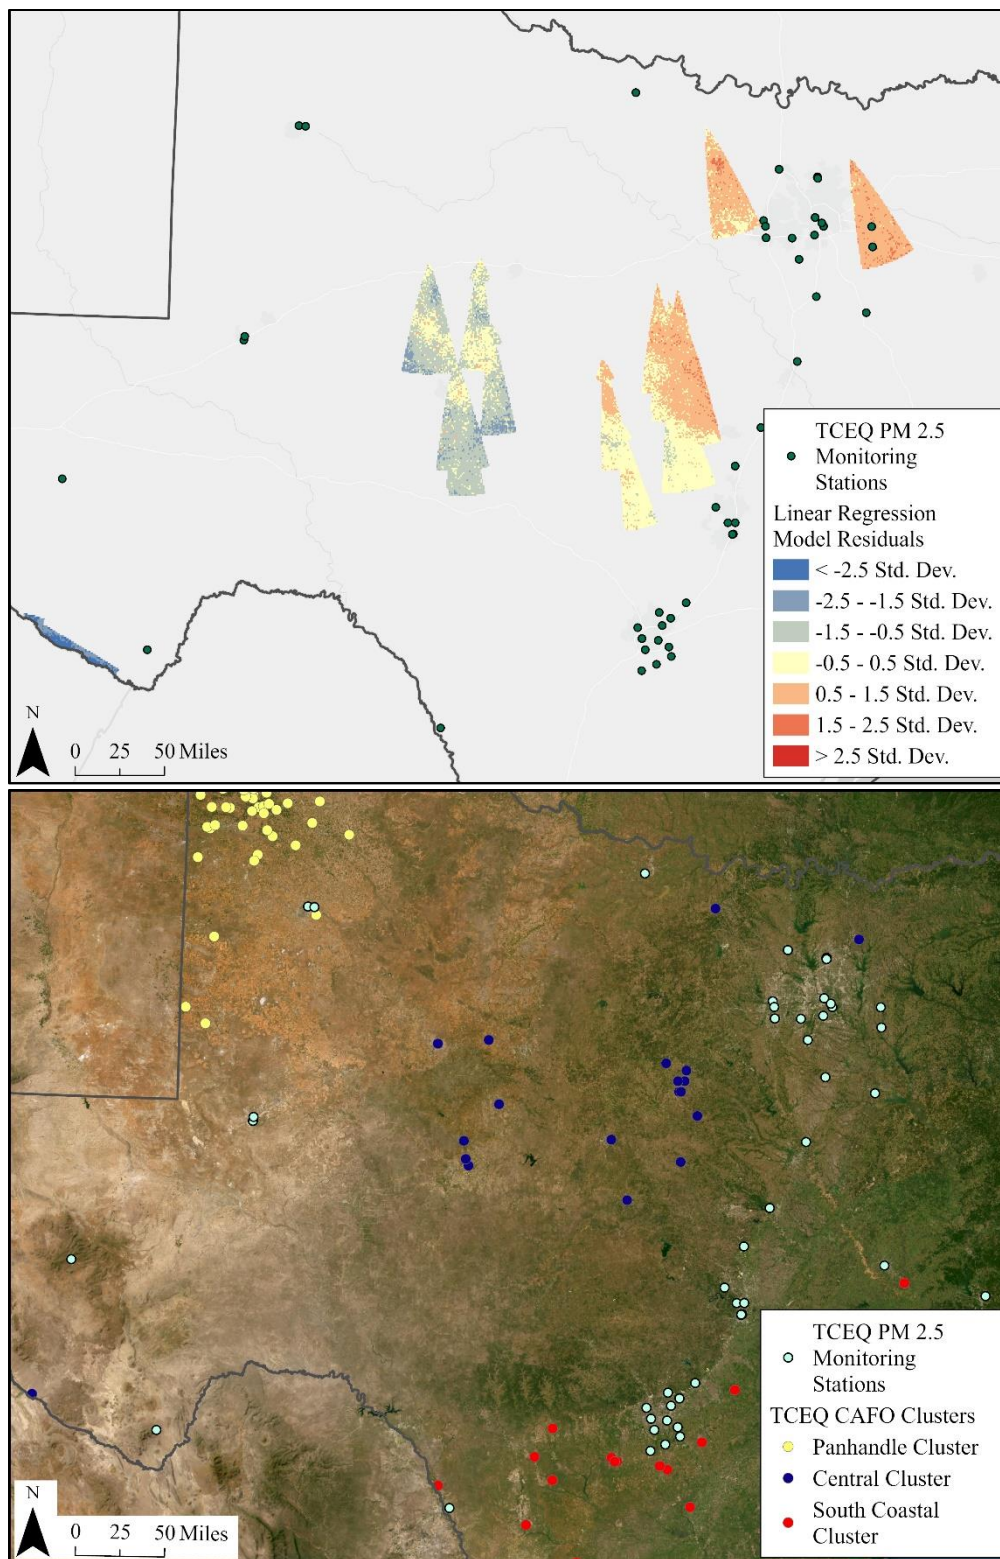 TCEQ PM 2.5
Monitoring
Stations
Linear Regression
Model Residuals
< -2.5 Std. Dev.
-2.5 - -1.5 Std. Dev.
-1.5 - -0.5 Std. Dev.
-0.5 - 0.5 Std. Dev.
0.5 - 1.5 Std. Dev.
1.5 - 2.5 Std. Dev.
> 2.5 Std. Dev.
N
0 25 50 Miles
TCEQ PM 2.5
Monitoring
Stations
TCEQ CAFO Clusters
Panhandle Cluster
Central Cluster
South Coastal
Cluster
N
0 25 50 Miles